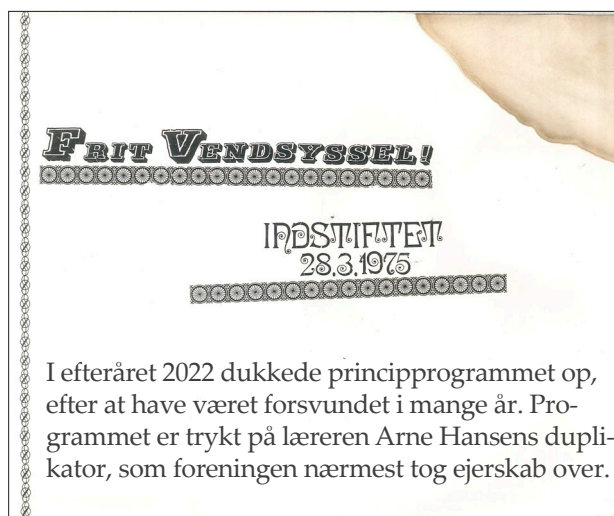 FRIT VENDSYSSEL!
INDSTIFTET
28.3.1975
I efteråret 2022 dukkede principprogrammet op,
efter at have været forsvundet i mange år. Pro-
grammet er trykt på læreren Arne Hansens dupli-
kator, som foreningen nærmest tog ejerskab over.